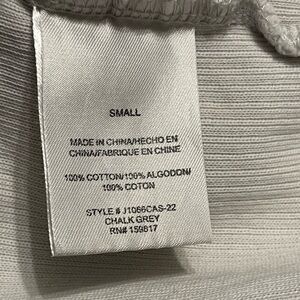 SMALL
MADE IN CHINA/HECHO EN
CHINA/FABRIQUE EN CHINE
100% COTTON/100% ALGODON/
100% COTON
STYLE # J1066CAS-22
CHALK GREY
RN# 159817